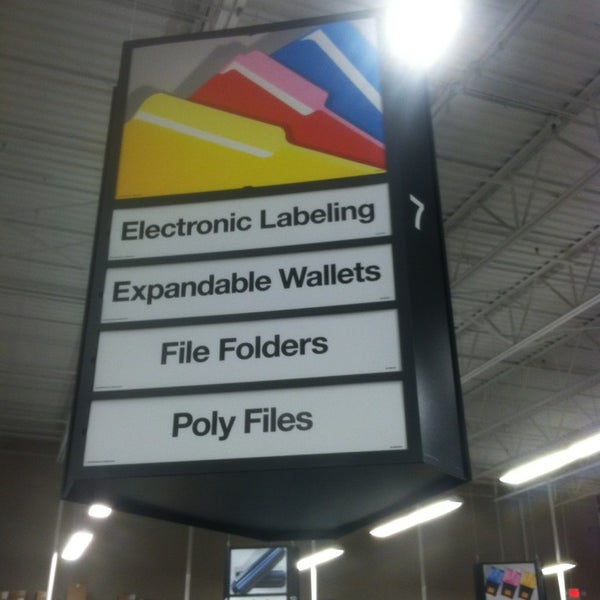 Electronic Labeling
7
Expandable Wallets
File Folders
Poly Files